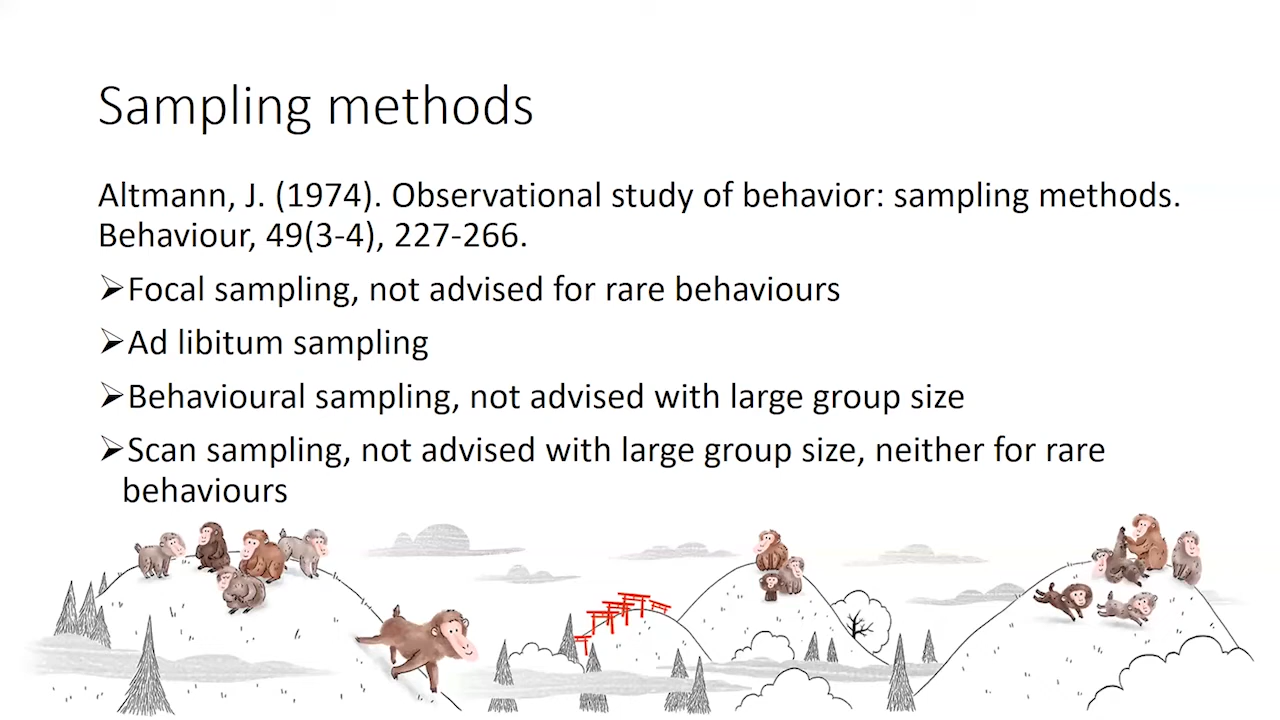 Sampling methods
Altmann, J. (1974). Observational study of behavior: sampling methods.
Behaviour, 49(3-4), 227-266.
➢Focal sampling, not advised for rare behaviours
➢Ad libitum sampling
➢Behavioural sampling, not advised with large group size
➢Scan sampling, not advised with large group size, neither for rare
behaviours